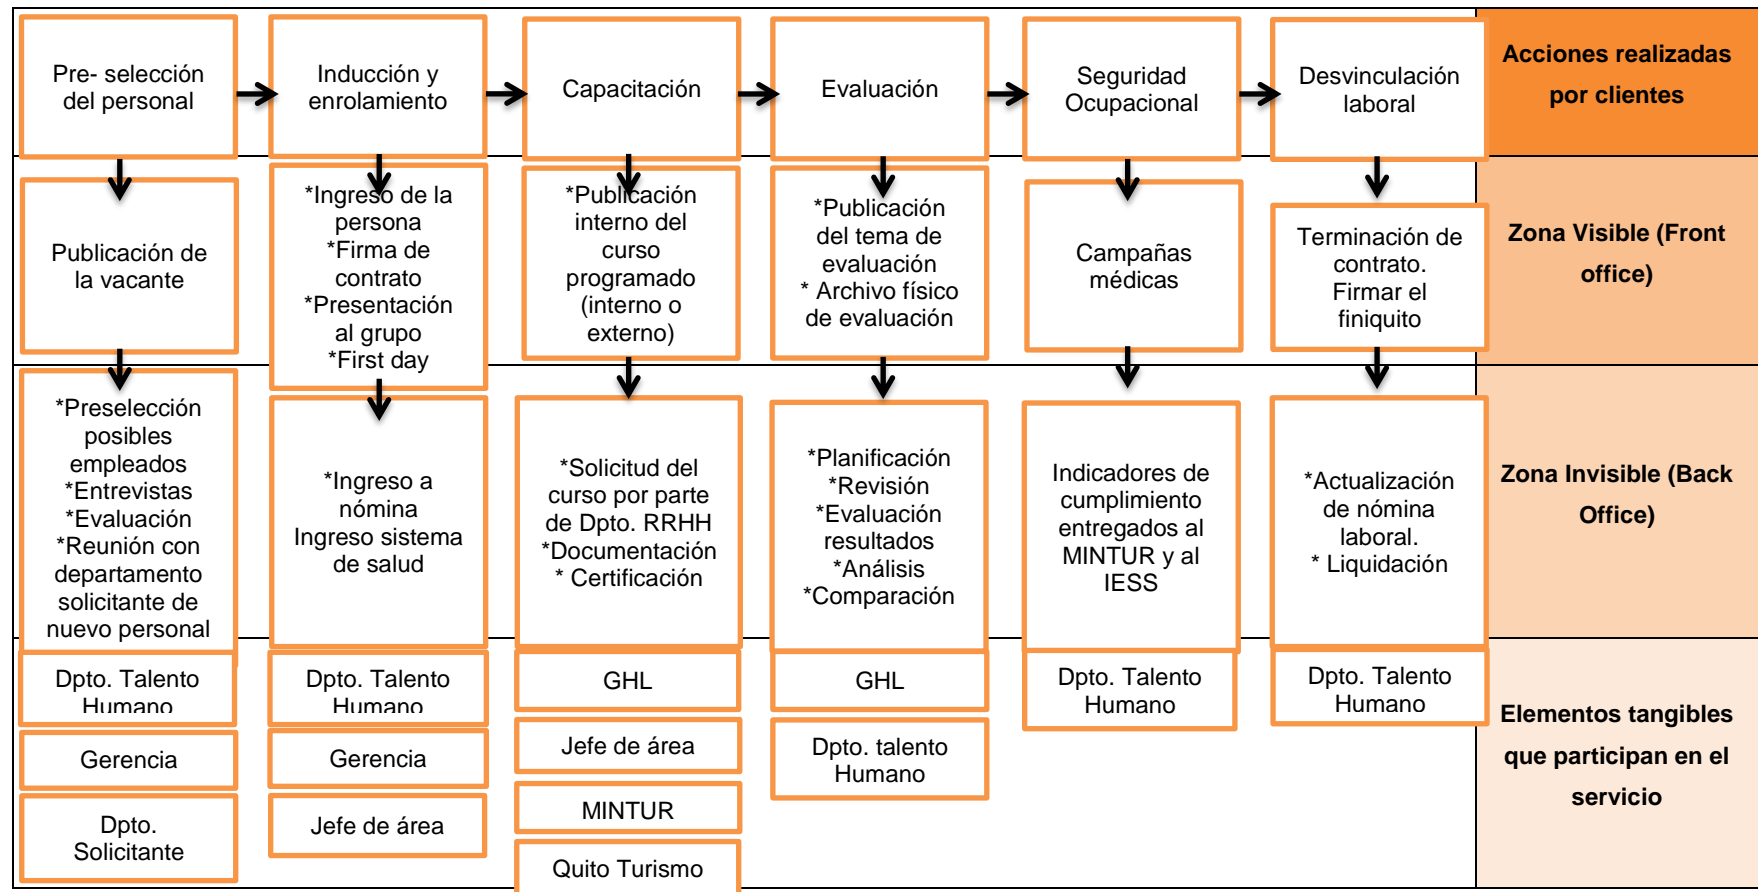 Pre- selección
del personal
Inducción y
enrolamiento
Capacitación
Evaluación
Seguridad
Ocupacional
Desvinculación
laboral
Acciones realizadas
por clientes
Publicación de
la vacante
*Ingreso de la
persona
*Firma de
contrato
*Presentación
al grupo
*First day
*Publicación
interno del
curso
programado
(interno o
externo)
*Publicación
del tema de
evaluación
* Archivo físico
de evaluación
Campañas
médicas
Terminación de
contrato.
Firmar el
finiquito
Zona Visible (Front
office)
*Preselección
posibles
empleados
*Entrevistas
*Evaluación
*Reunión con
departamento
solicitante de
nuevo personal
*Ingreso a
nómina
Ingreso sistema
de salud
*Solicitud del
curso por parte
de Dpto. RRHH
*Documentación
* Certificación
*Planificación
*Revisión
*Evaluación
resultados
*Análisis
*Comparación
Indicadores de
cumplimiento
entregados al
MINTUR y al
IESS
*Actualización
de nómina
laboral.
* Liquidación
Zona Invisible (Back
Office)
Dpto. Talento
Humano
Gerencia
Dpto.
Solicitante
Dpto. Talento
Humano
Gerencia
Jefe de área
GHL
Jefe de área
MINTUR
Quito Turismo
GHL
Dpto. talento
Humano
Dpto. Talento
Humano
Dpto. Talento
Humano
Elementos tangibles
que participan en el
servicio